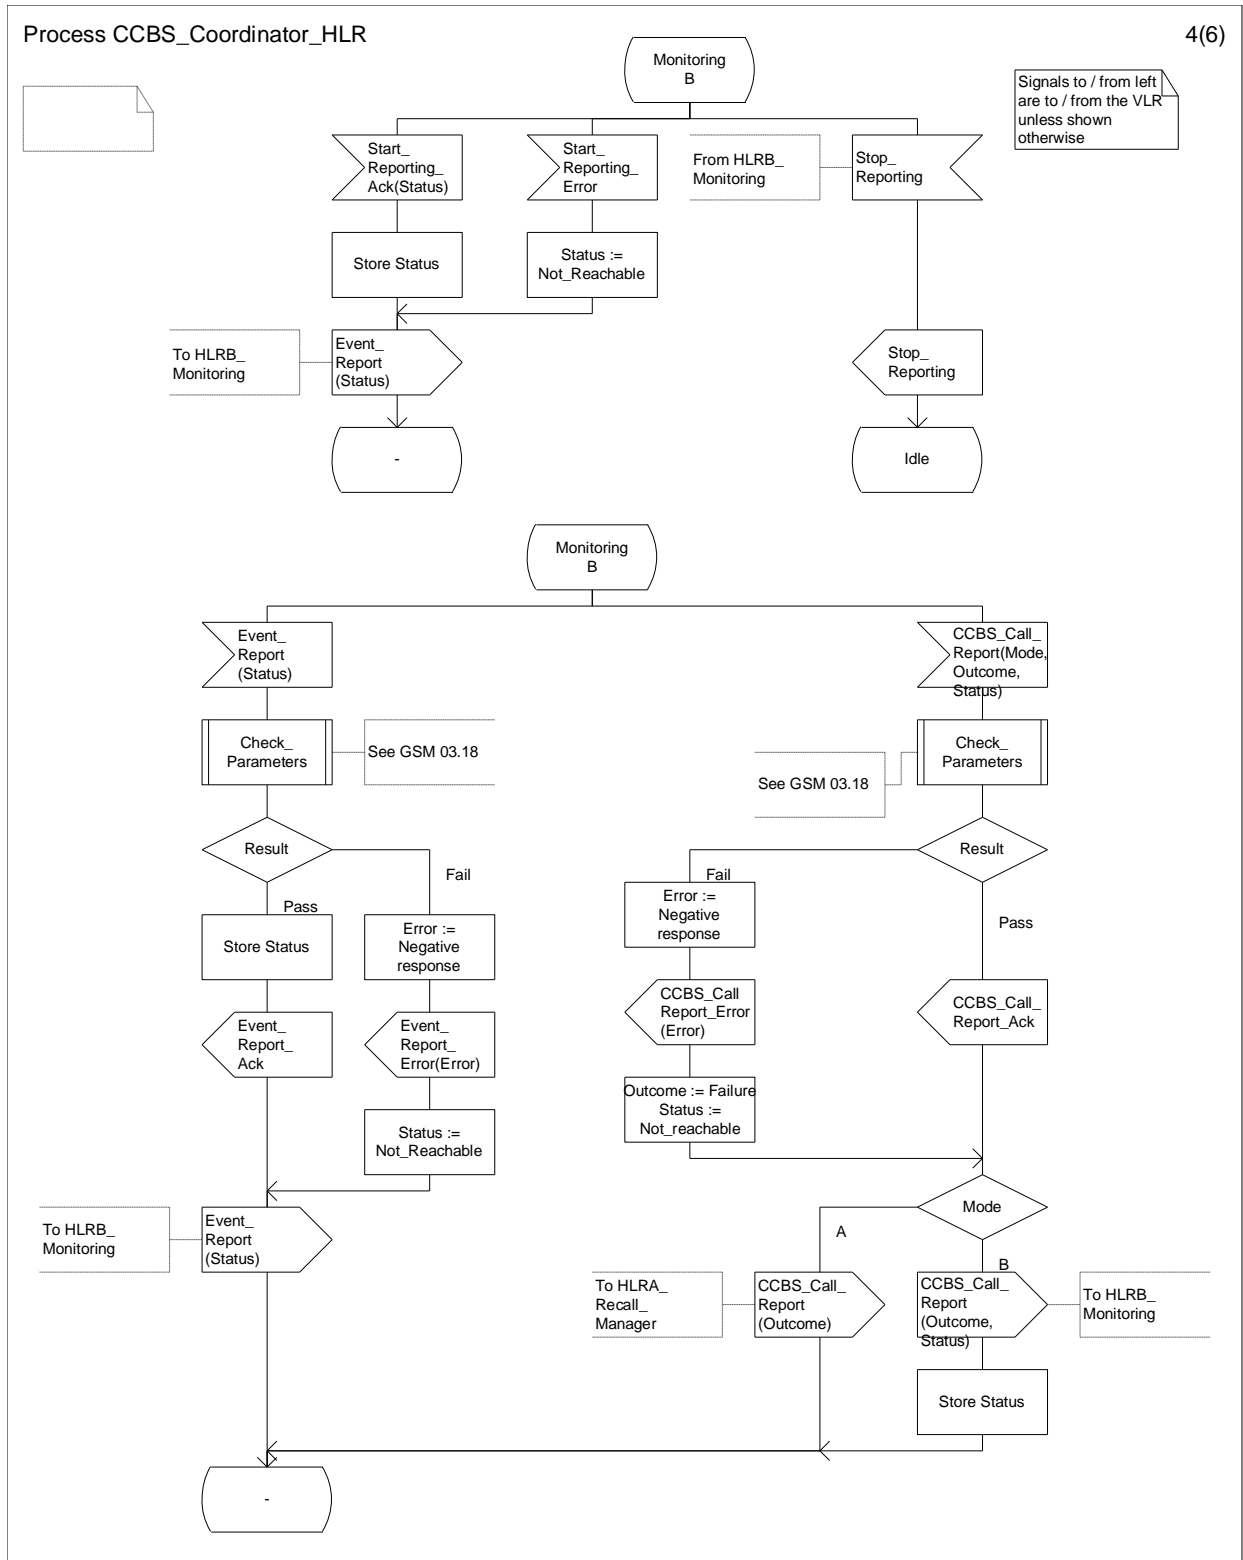 Process CCBS_Coordinator_HLR
4(6)
Monitoring
B
Signals to / from left
are to / from the VLR
unless shown
otherwise
Start_
Reporting_
Ack(Status)
Start_
Reporting_
Error
From HLRB_
Monitoring
Stop_
Reporting
Store Status
Status :=
Not_Reachable
To HLRB_
Monitoring
Event_
Report
(Status)
Stop_
Reporting
-
Idle
Monitoring
B
Event_
Report
(Status)
CCBS_Call_
Report(Mode,
Outcome,
Status)
Check_
Parameters
See GSM 03.18
See GSM 03.18
Check_
Parameters
Result
Result
Fail
Fail
Pass
Pass
Store Status
Error :=
Negative
response
Error :=
Negative
response
Event_
Report_
Ack
Event_
Report_
Error(Error)
CCBS_Call
Report_Error
(Error)
CCBS_Call_
Report_Ack
Status :=
Not_Reachable
Outcome := Failure
Status :=
Not_reachable
To HLRB_
Monitoring
Event_
Report
(Status)
Mode
A
B
To HLRA_
Recall_
Manager
CCBS_Call_
Report
(Outcome)
CCBS_Call_
Report
(Outcome,
Status)
To HLRB_
Monitoring
Store Status
-